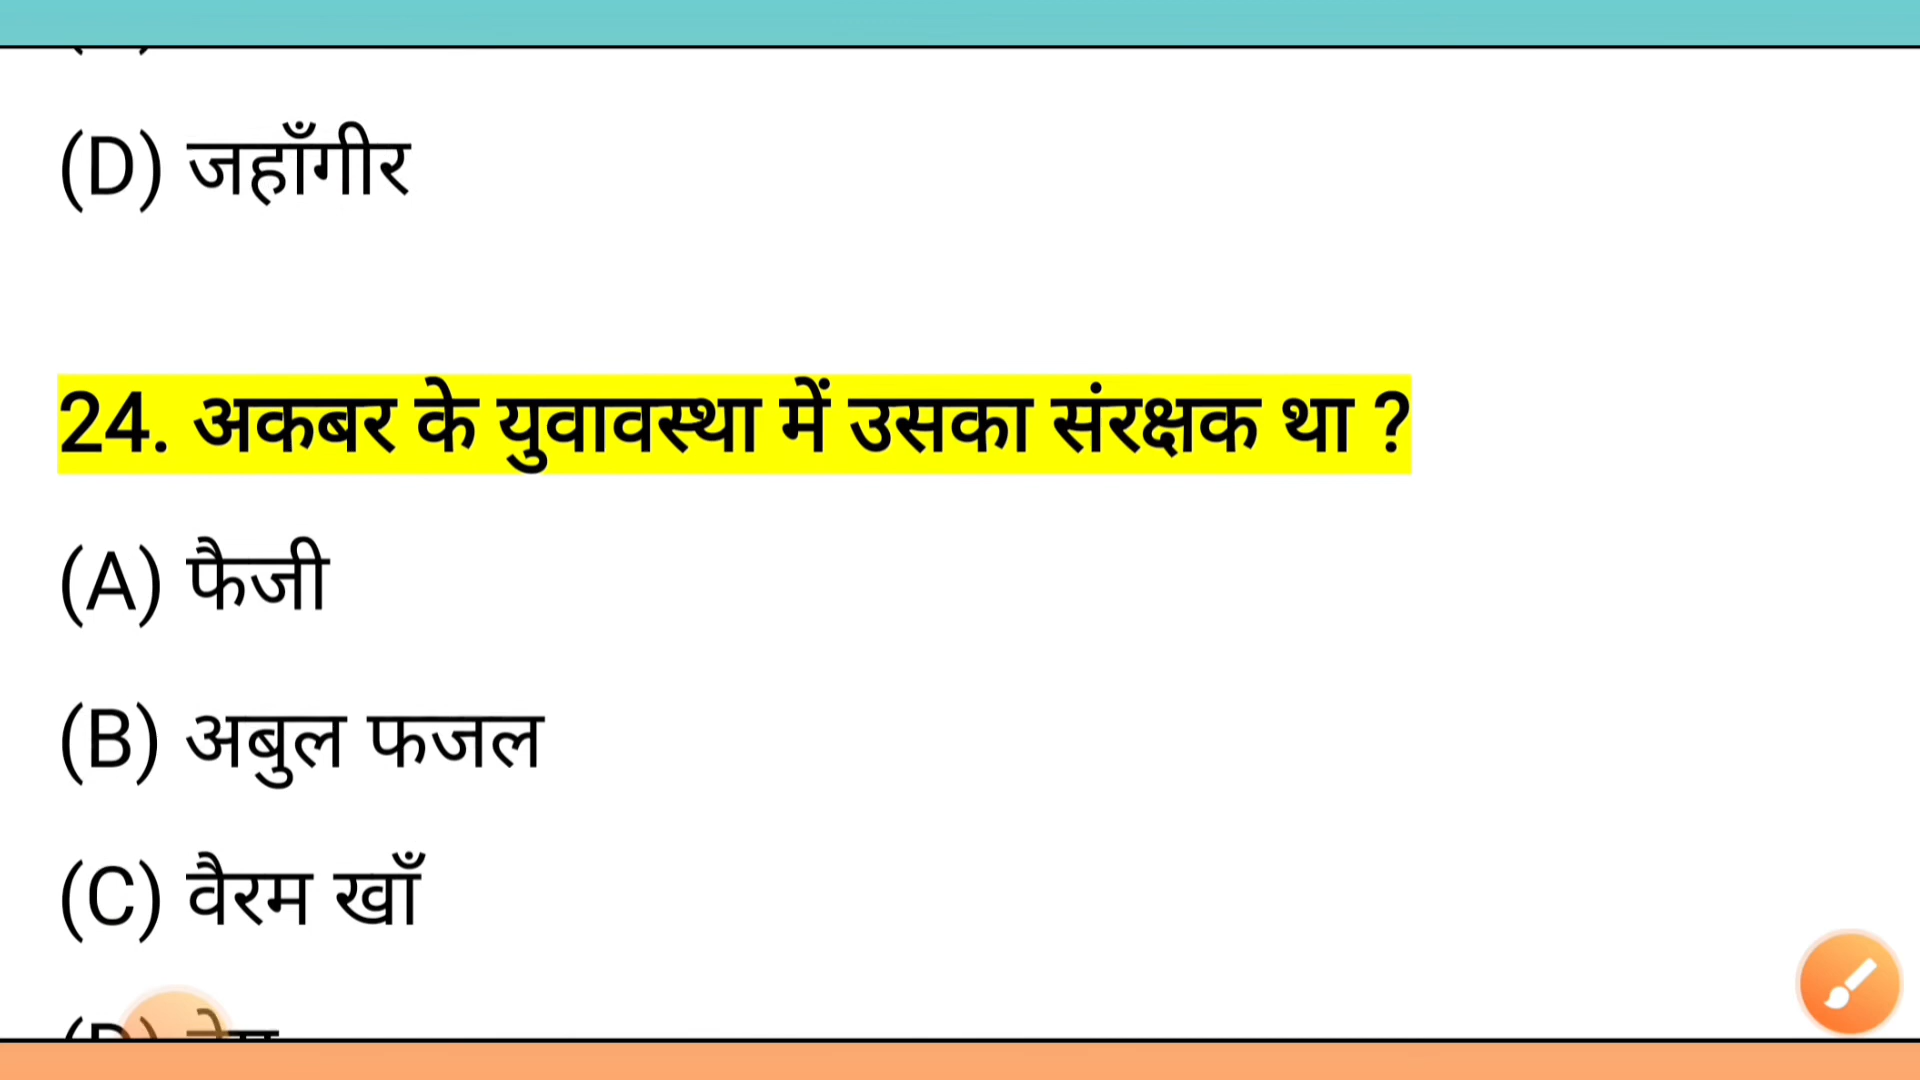 (D) जहाँगीर
24. अकबर के युवावस्था में उसका संरक्षक था ?
(A) फैजी
(B) अबुल फजल
(C) वैरम खाँ